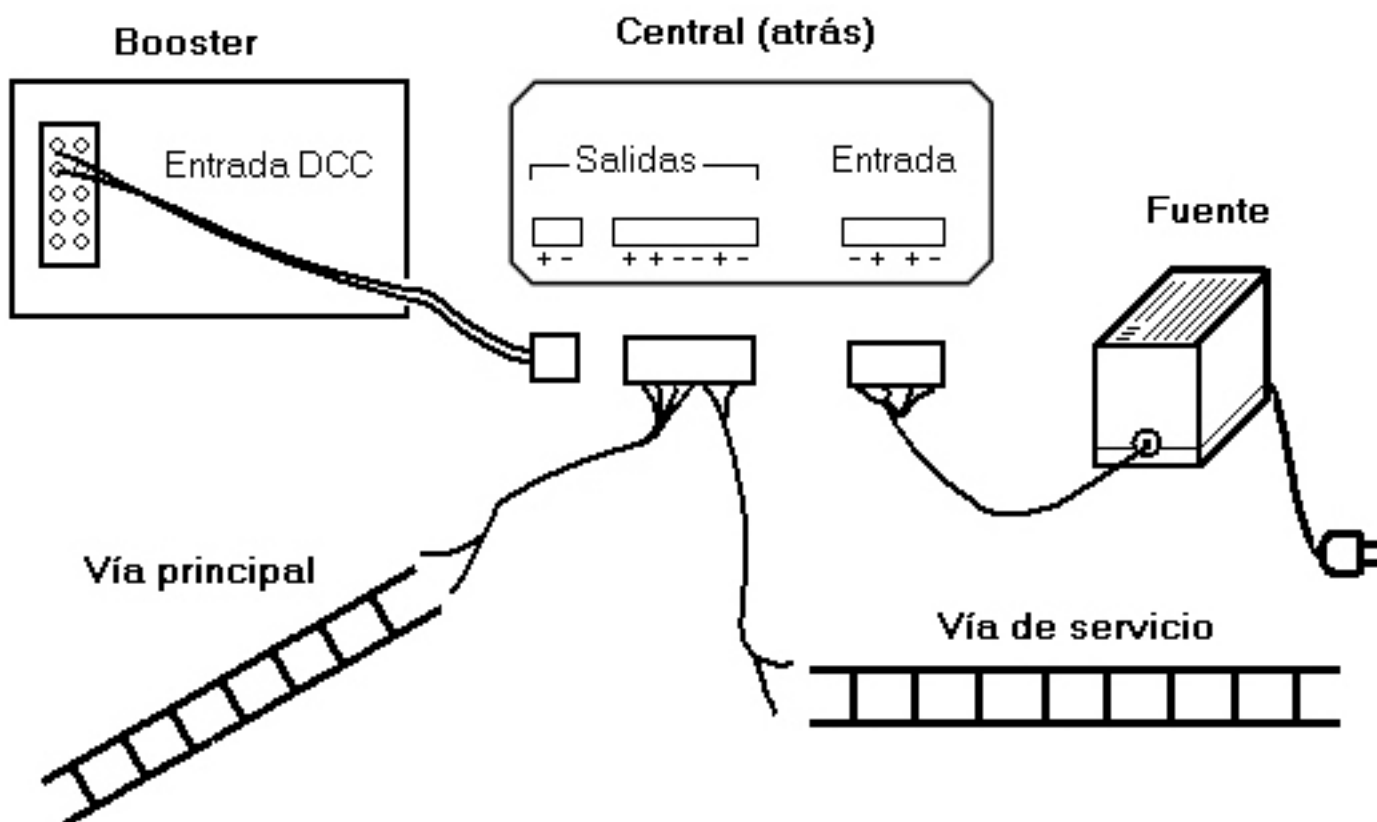 Booster
Central (atrás)
Entrada DCC
Salidas
Entrada
+ -
+ + - - + -
- + + -
Fuente
Vía principal
Vía de servicio